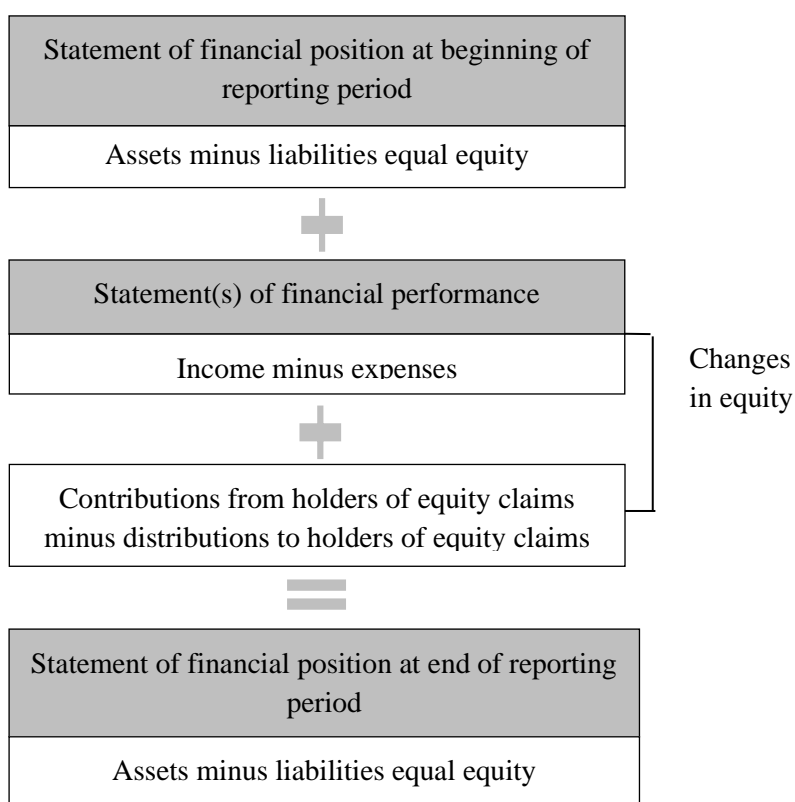 Statement of financial position at beginning of
reporting period
Assets minus liabilities equal equity
Statement(s) of financial performance
Income minus expenses
Changes
in equity
Contributions from holders of equity claims
minus distributions to holders of equity claims
Statement of financial position at end of reporting
period
Assets minus liabilities equal equity